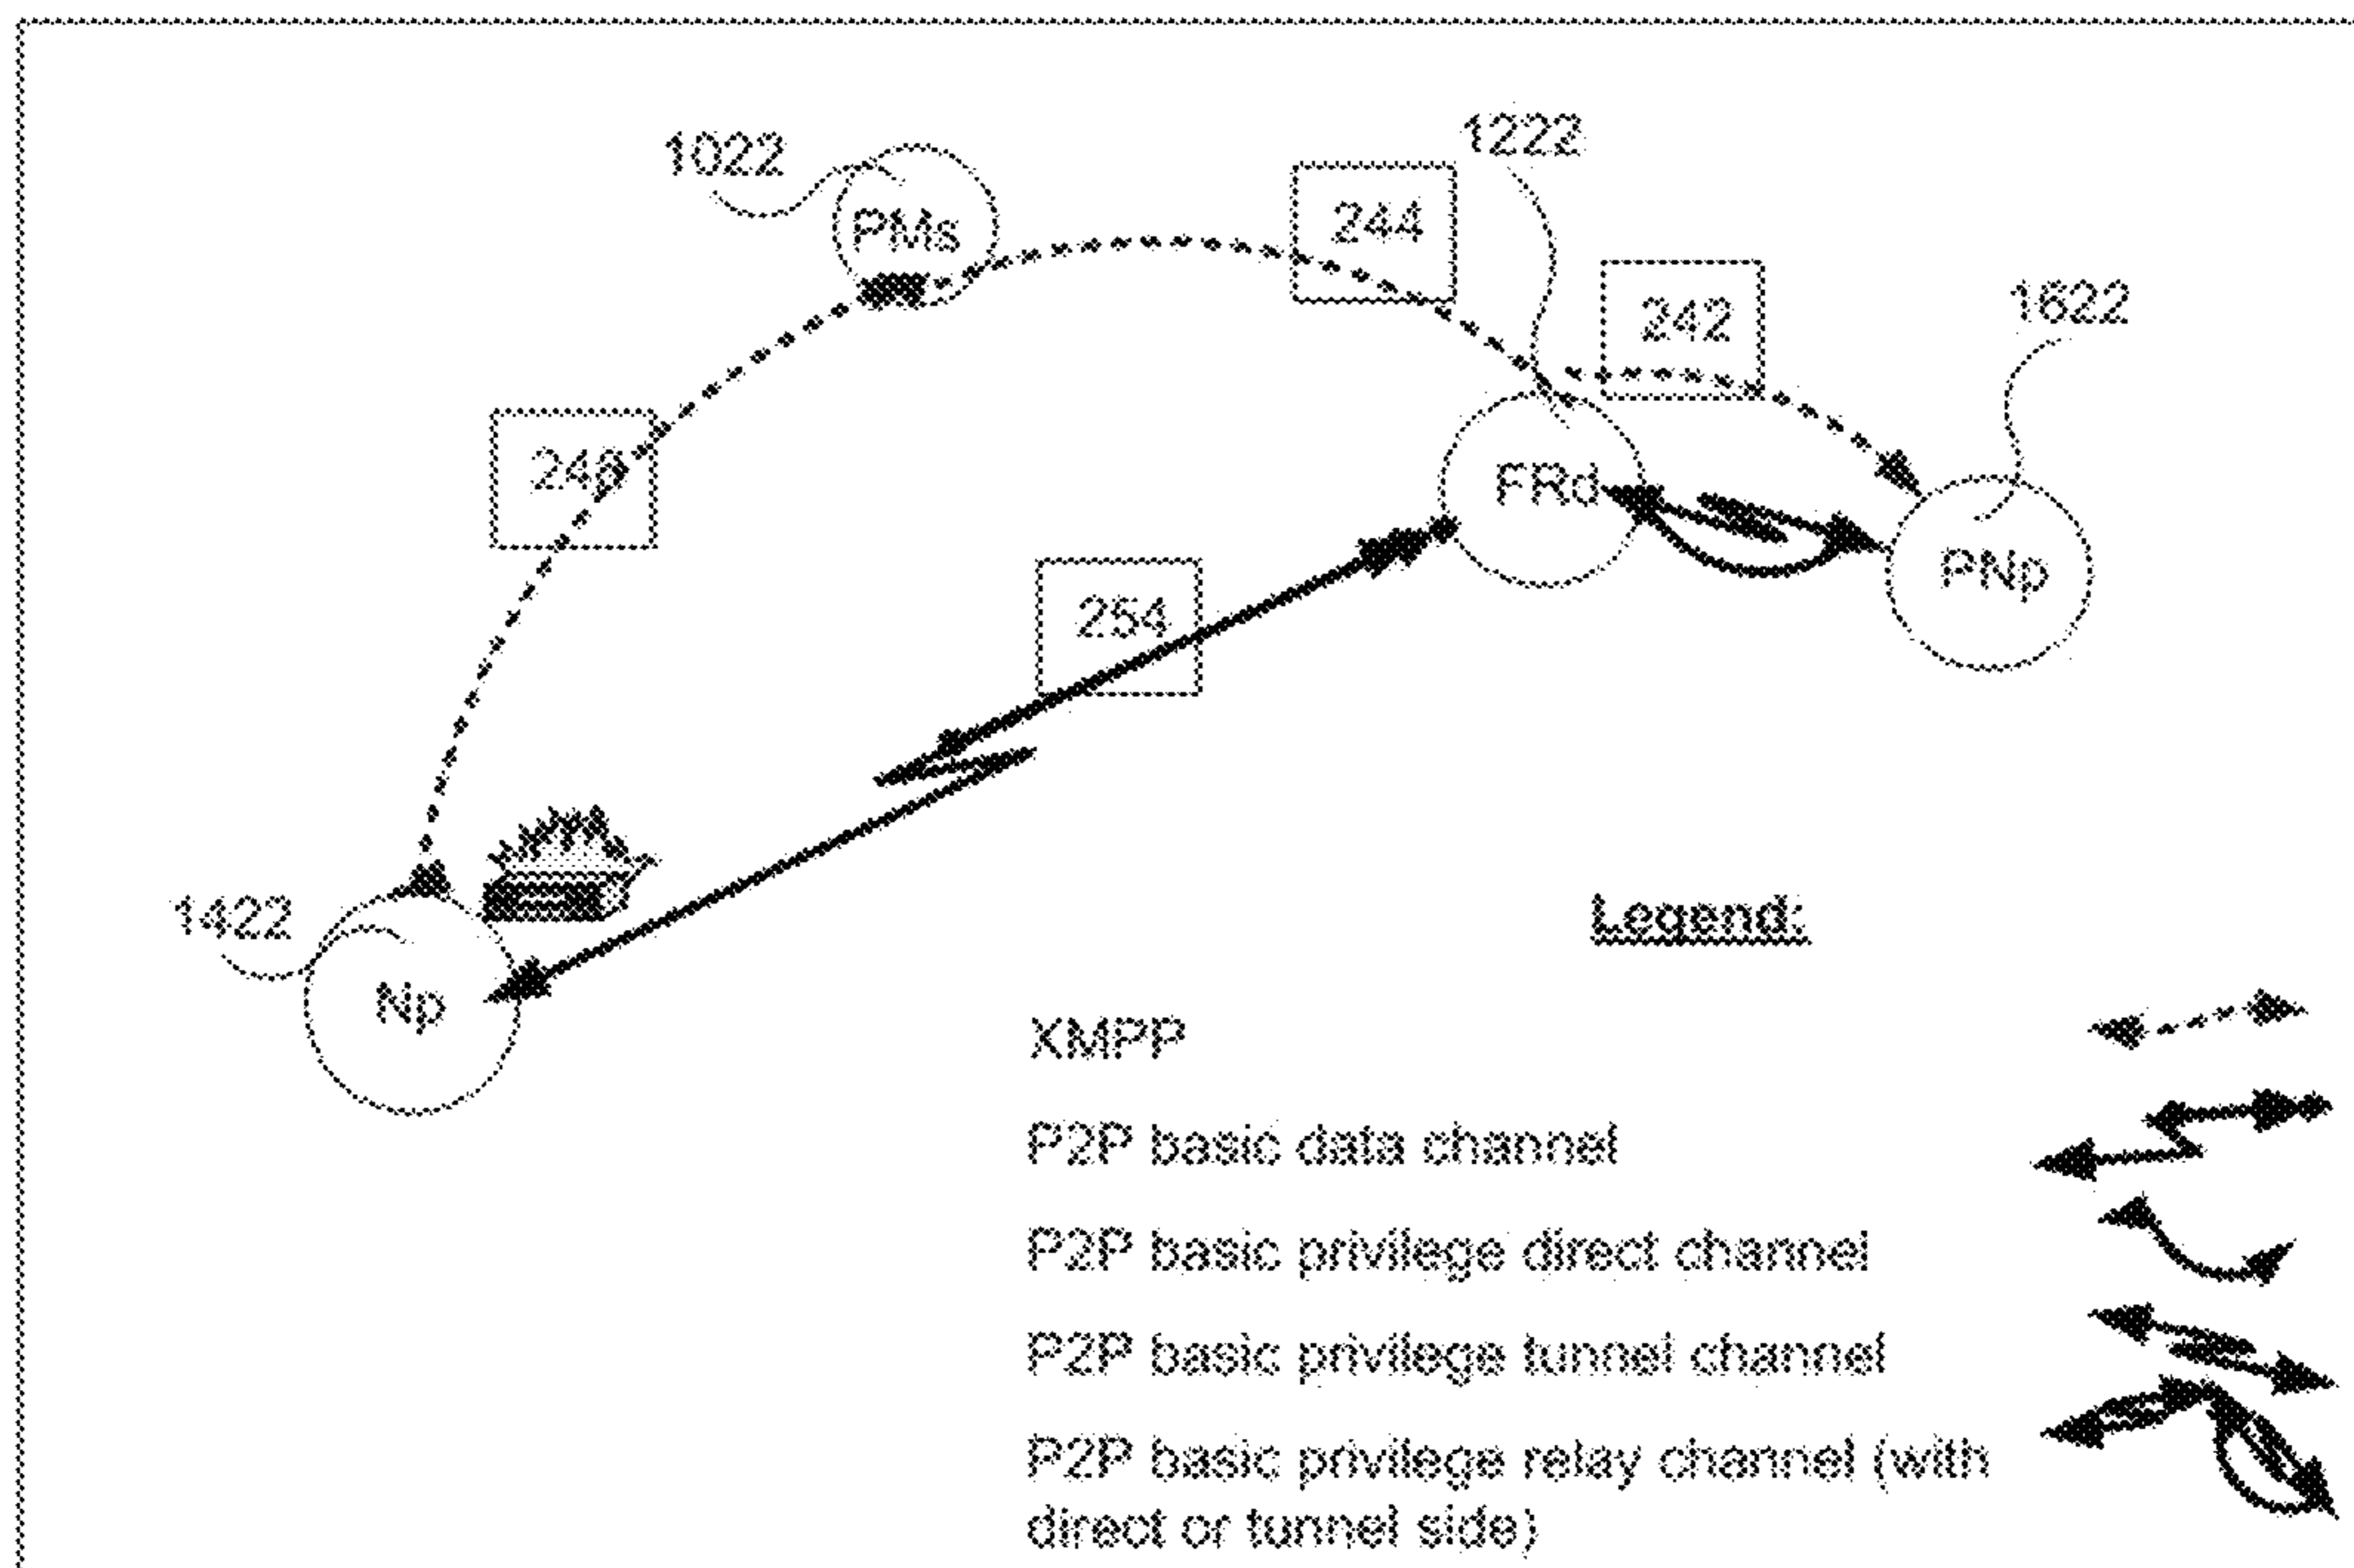 1022
1222
PMs
244
242
1622
FRd
PNp
254
1422
Np
Legend:
XMPP
P2P basic data channel
P2P basic privilege direct channel
P2P basic privilege tunnel channel
P2P basic privilege relay channel (with
direct or tunnel side)